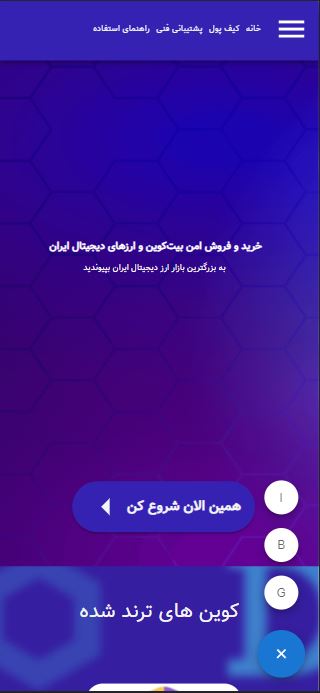 خانه کیف پول پشتیبانی فنی راهنمای استفاده
خرید و فروش امن بیت‌کوین و ارزهای دیجیتال ایران
به بزرگترین بازار ارز دیجیتال ایران بپیوندید
I
همین الان شروع کن
B
G
کوین های ترند شده
×